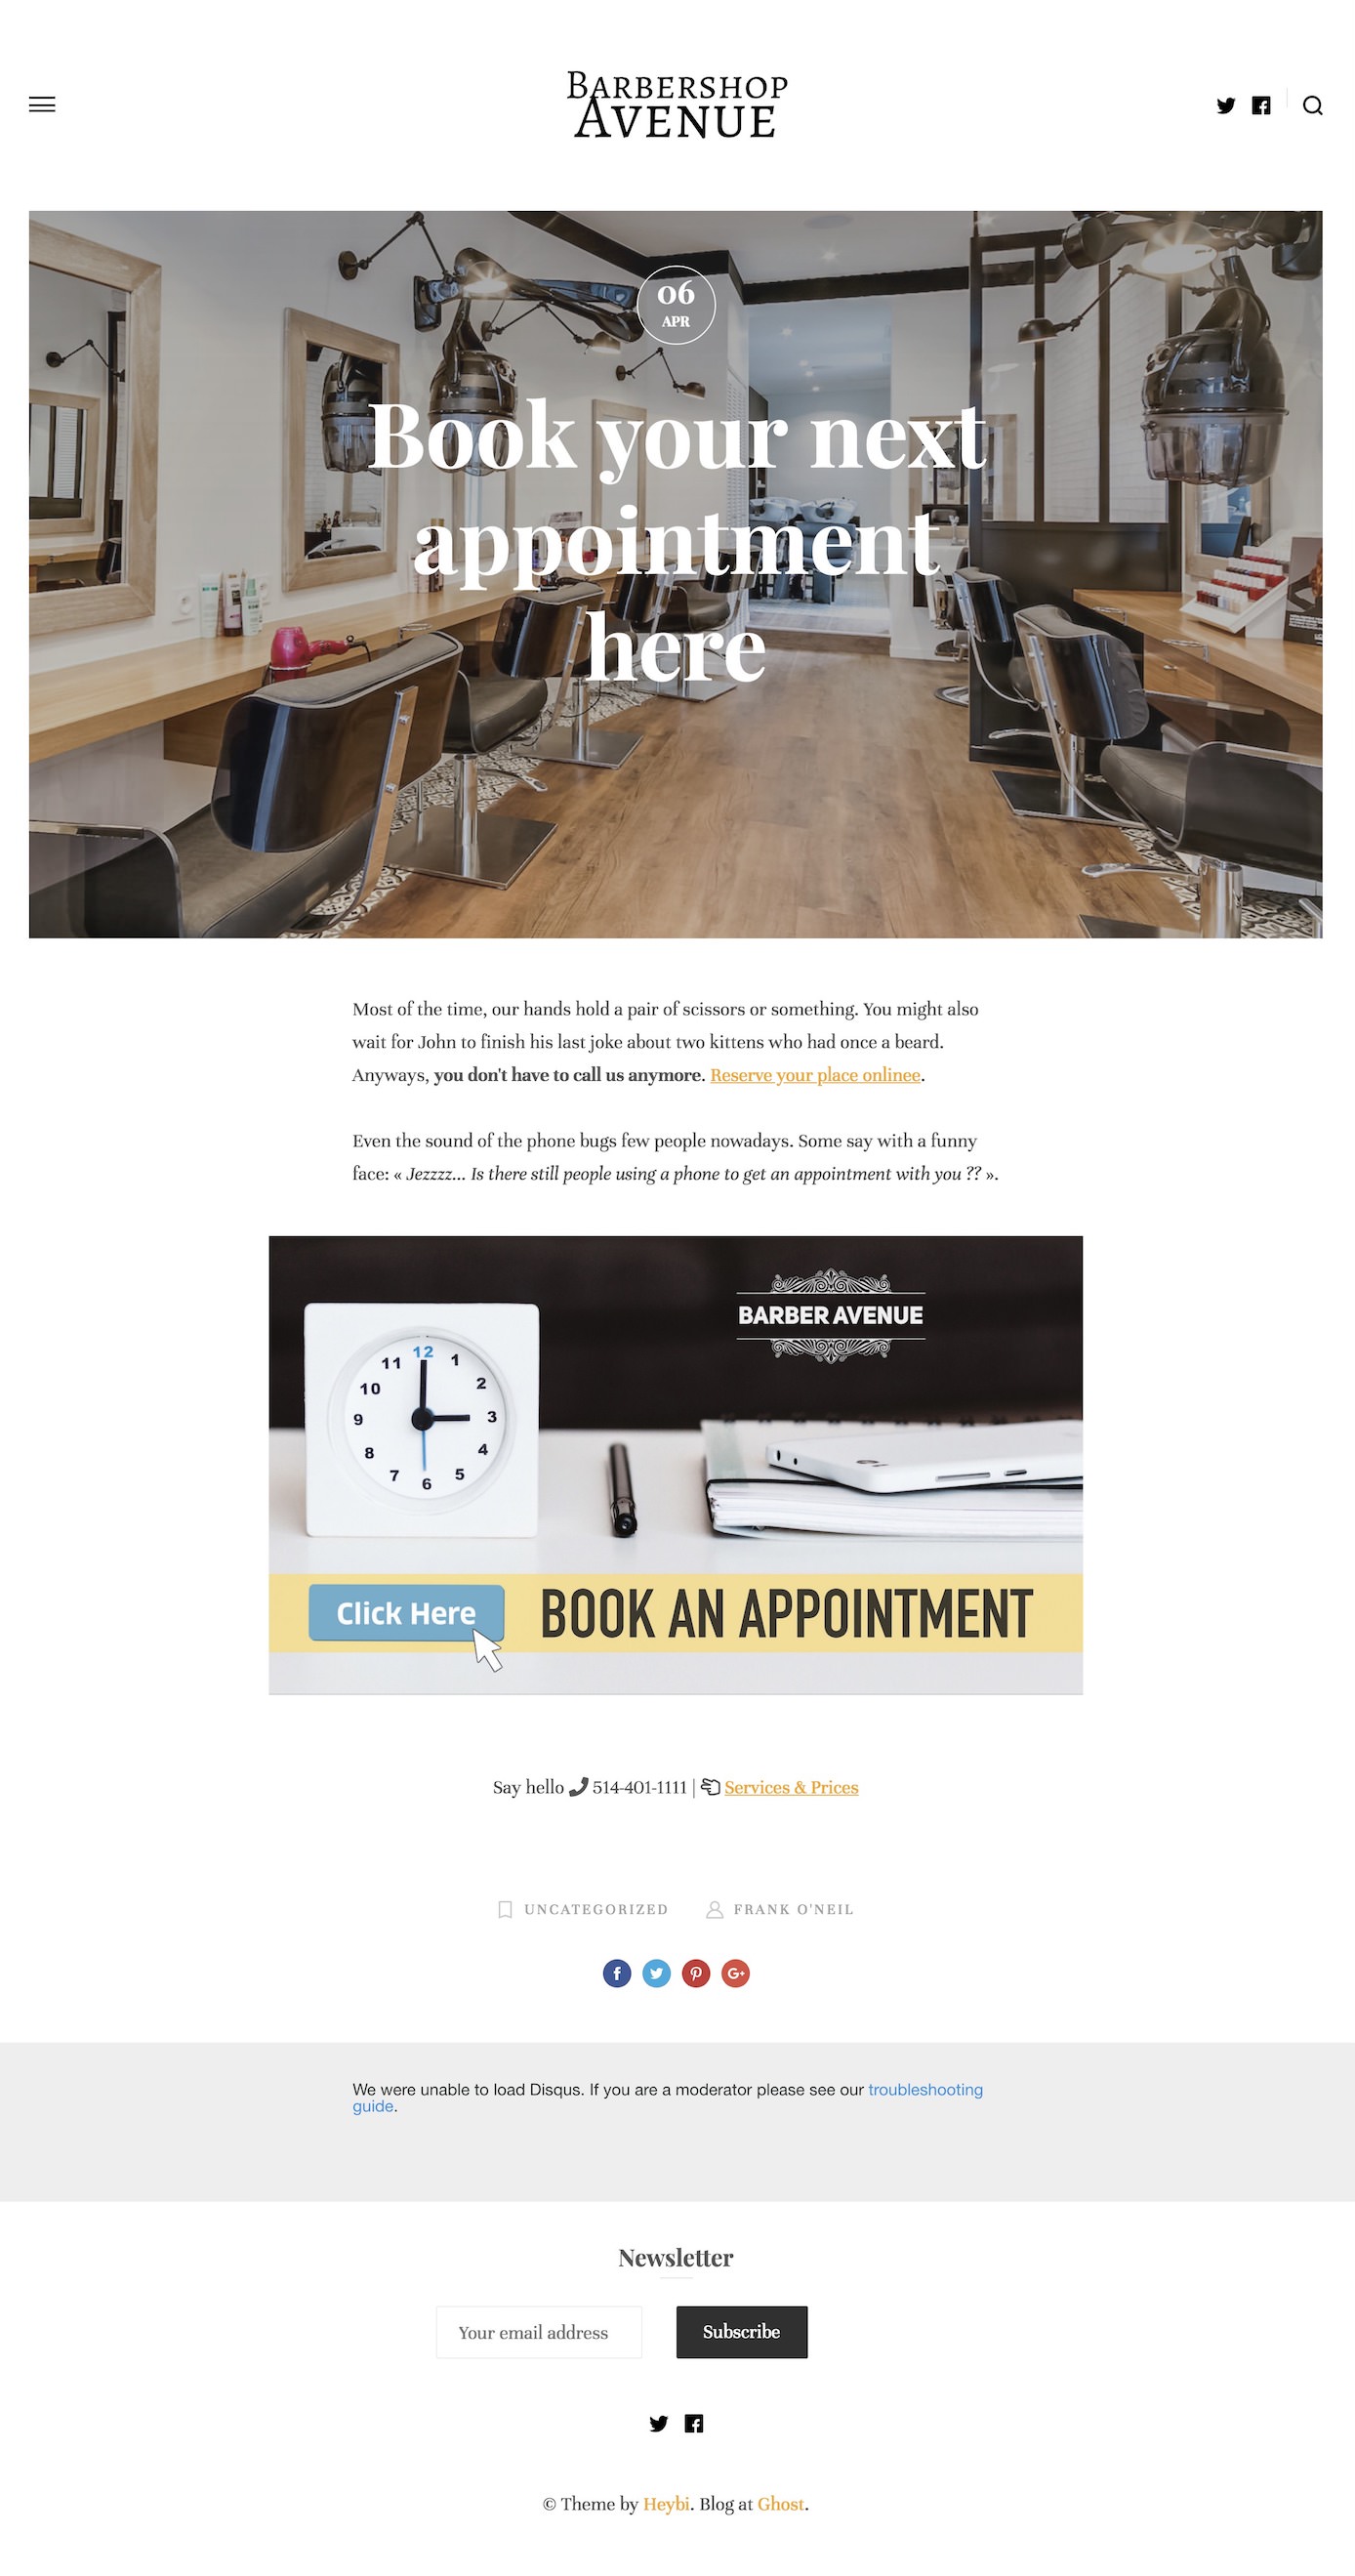 BARBERSHOP
AVENUE
06
APR
Book your next
appointment
here
Most of the time, our hands hold a pair of scissors or something. You might also
wait for John to finish his last joke about two kittens who had once a beard.
Anyways, you don't have to call us anymore. Reserve your place onlinee.
Even the sound of the phone bugs few people nowadays. Some say with a funny
face: « Jezzzz... Is there still people using a phone to get an appointment with you ?? ».
BARBER AVENUE
12
11 1
10 2
9 3
8 4
7 5
6
Click Here BOOK AN APPOINTMENT
Say hello 514-401-1111 | Services & Prices
UNCATEGORIZED FRANK O'NEIL
We were unable to load Disqus. If you are a moderator please see our troubleshooting
guide.
Newsletter
Your email address Subscribe
© Theme by Heybi. Blog at Ghost.